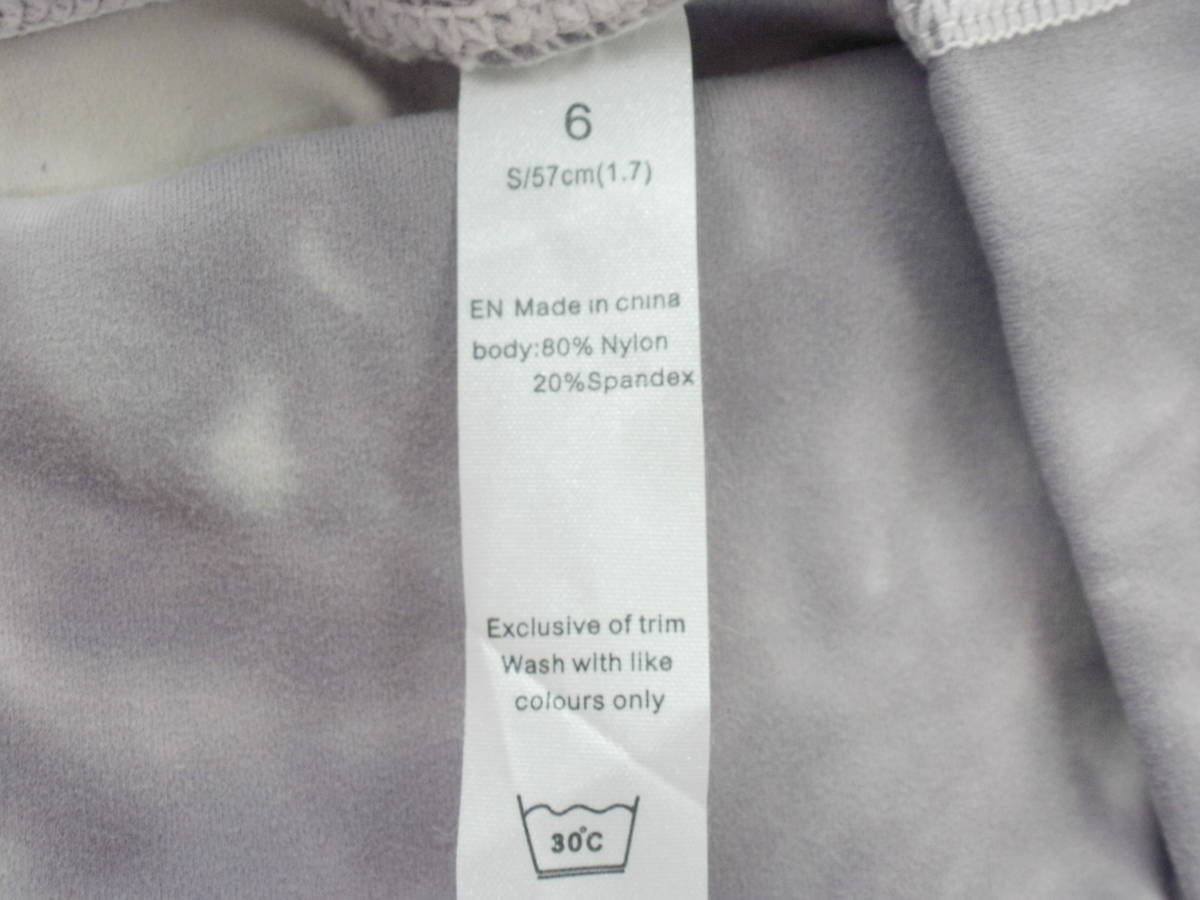 6
S/57cm(1.7)
EN Made in china
body:80% Nylon
20%Spandex
Exclusive of trim
Wash with like
colours only
30°C